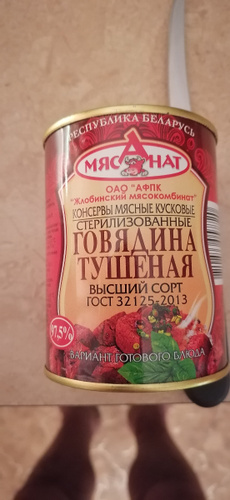 РЕСПУБЛИКА БЕЛАРУСЬ
МЯСНАТ
ОАО "АФПК
"Жлобинский мясокомбинат"
КОНСЕРВЫ МЯСНЫЕ КУСКОВЫЕ
СТЕРИЛИЗОВАННЫЕ
ГОВЯДИНА
ТУШЕНАЯ
ВЫСШИЙ СОРТ
ГОСТ 32125-2013
97,5%
ВАРИАНТ ГОТОВОГО БЛЮДА